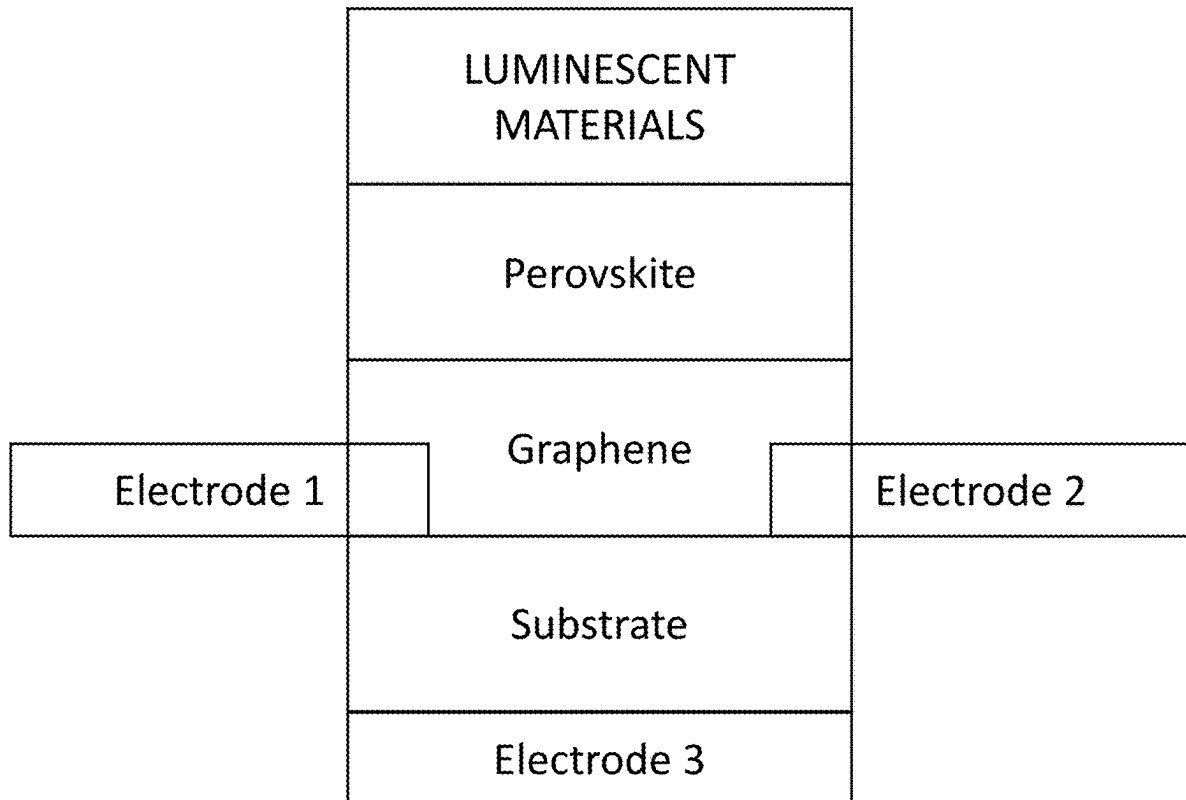 LUMINESCENT
MATERIALS
Perovskite
Graphene
Electrode 1
Electrode 2
Substrate
Electrode 3